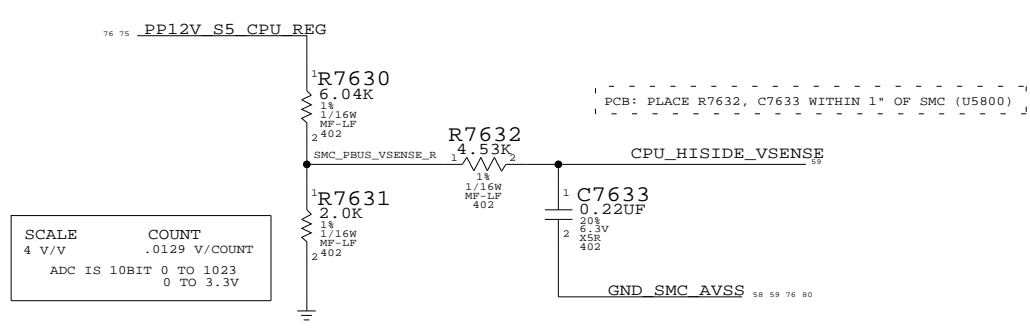 76 75 PP12V_S5_CPU_REG
1 R7630
6.04K
1%
1/16W
MF-LF
2 402
PCB: PLACE R7632, C7633 WITHIN 1" OF SMC (U5800)
SMC_PBUS_VSENSE_R
R7632
1 4.53K 2
1%
1/16W
MF-LF
402
CPU_HISIDE_VSENSE
59
1 R7631
2.0K
1%
1/16W
MF-LF
2 402
1 C7633
0.22UF
20%
6.3V
2 X5R
402
SCALE COUNT
4 V/V .0129 V/COUNT
ADC IS 10BIT 0 TO 1023
0 TO 3.3V
GND_SMC_AVSS 58 59 76 80